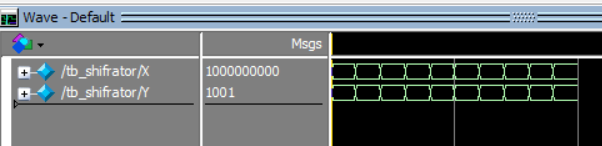 Wave - Default
Msgs
/tb_shifrator/X 1000000000
/tb_shifrator/Y 1001